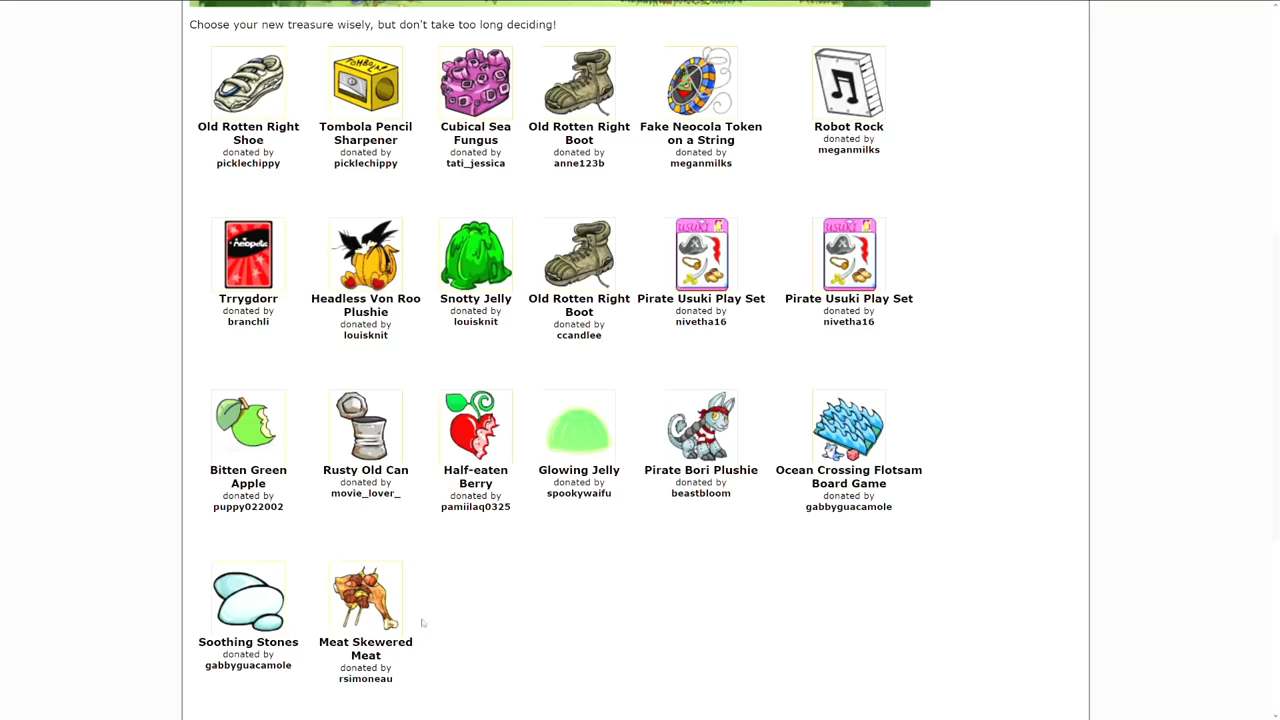 Choose your new treasure wisely, but don't take too long deciding!
TOMBOLA
Old Rotten Right
Shoe
donated by
picklechippy
Tombola Pencil
Sharpener
donated by
picklechippy
Cubical Sea
Fungus
donated by
tati_jessica
Old Rotten Right
Boot
donated by
anne123b
Fake Neocola Token
on a String
donated by
meganmilks
Robot Rock
donated by
meganmilks
neopets
USUKI
USUKI
Trrygdorr
donated by
branchli
Headless Von Roo
Plushie
donated by
louisknit
Snotty Jelly
donated by
louisknit
Old Rotten Right
Boot
donated by
ccandlee
Pirate Usuki Play Set
donated by
nivetha16
Pirate Usuki Play Set
donated by
nivetha16
Bitten Green
Apple
donated by
puppy022002
Rusty Old Can
donated by
movie_lover_
Half-eaten
Berry
donated by
pamiilaq0325
Glowing Jelly
donated by
spookywaifu
Pirate Bori Plushie
donated by
beastbloom
Ocean Crossing Flotsam
Board Game
donated by
gabbyguacamole
Soothing Stones
donated by
gabbyguacamole
Meat Skewered
Meat
donated by
rsimoneau